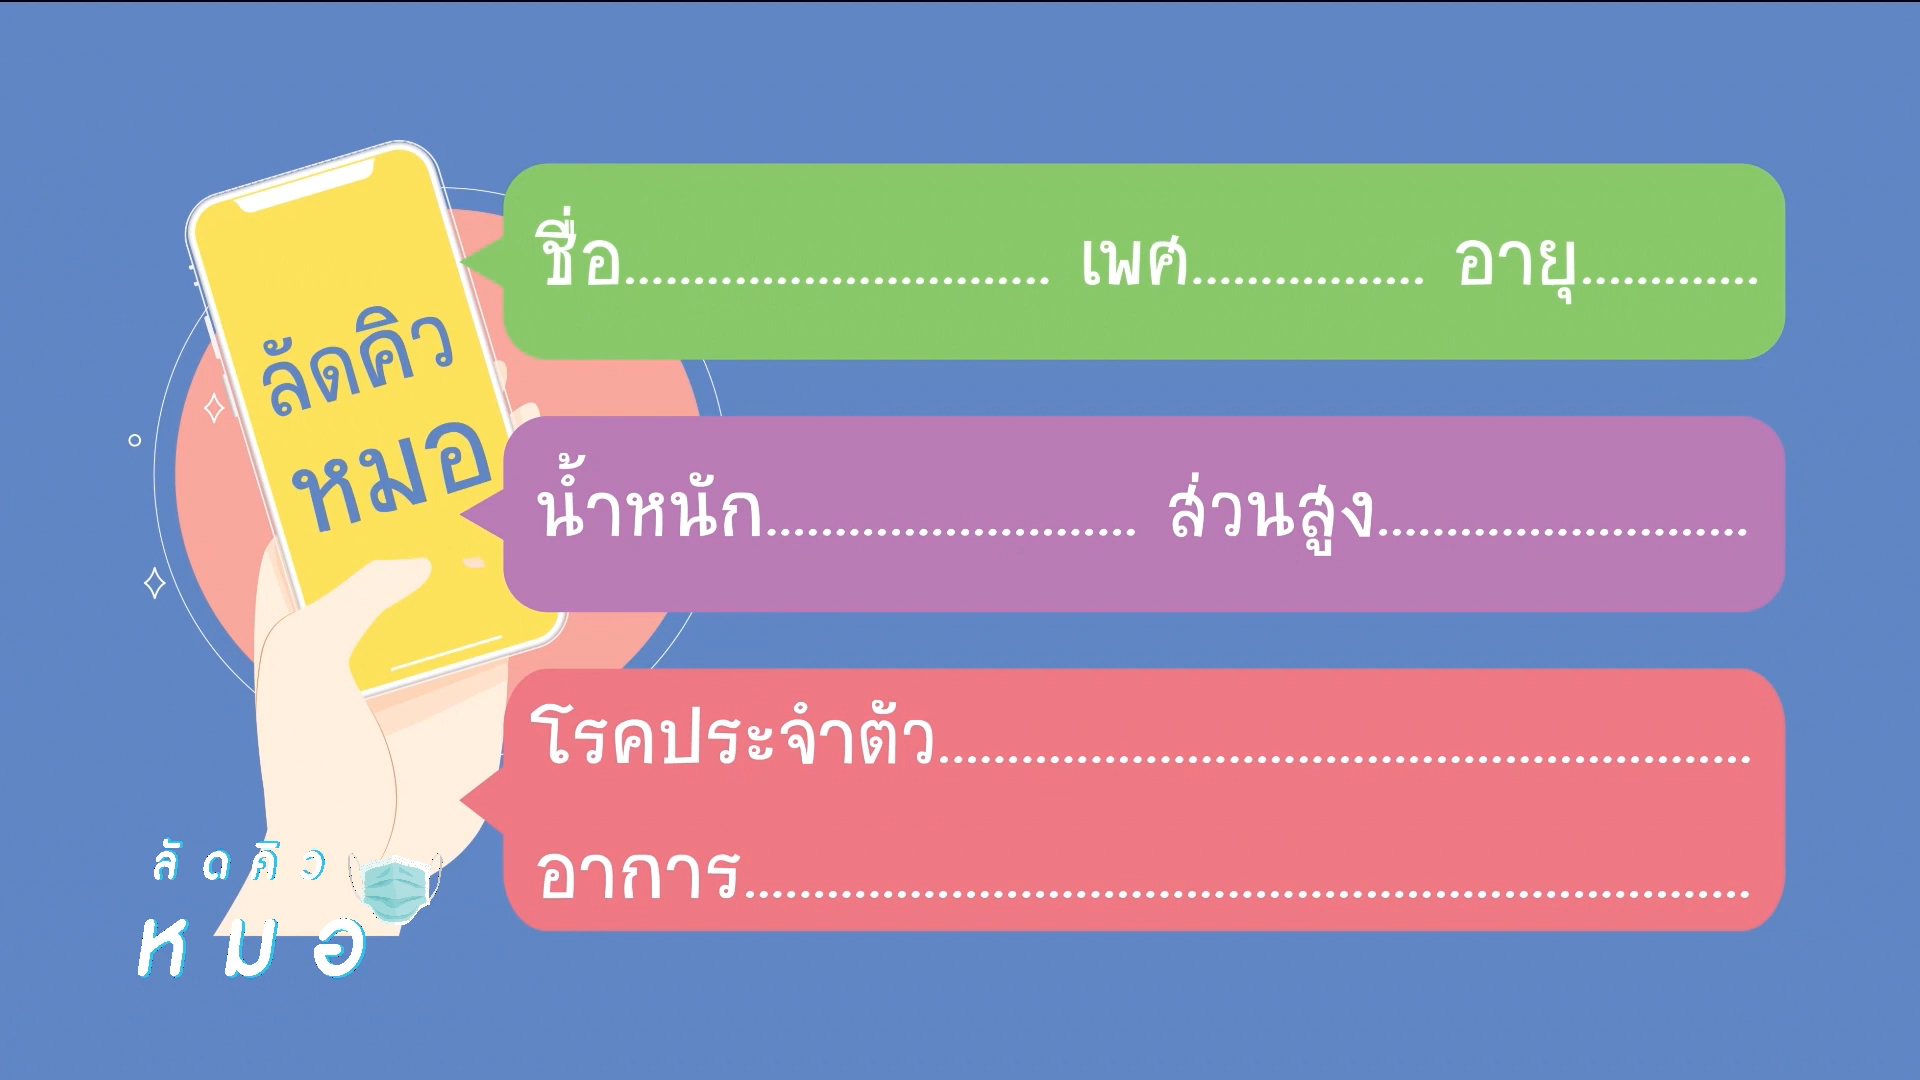 ลัดคิว
หมอ
ชื่อ.............................. เพศ................ อายุ.............
น้ำหนัก.......................... ส่วนสูง..........................
โรคประจำตัว.........................................................
อาการ.......................................................................
ลัดคิว
หมอ